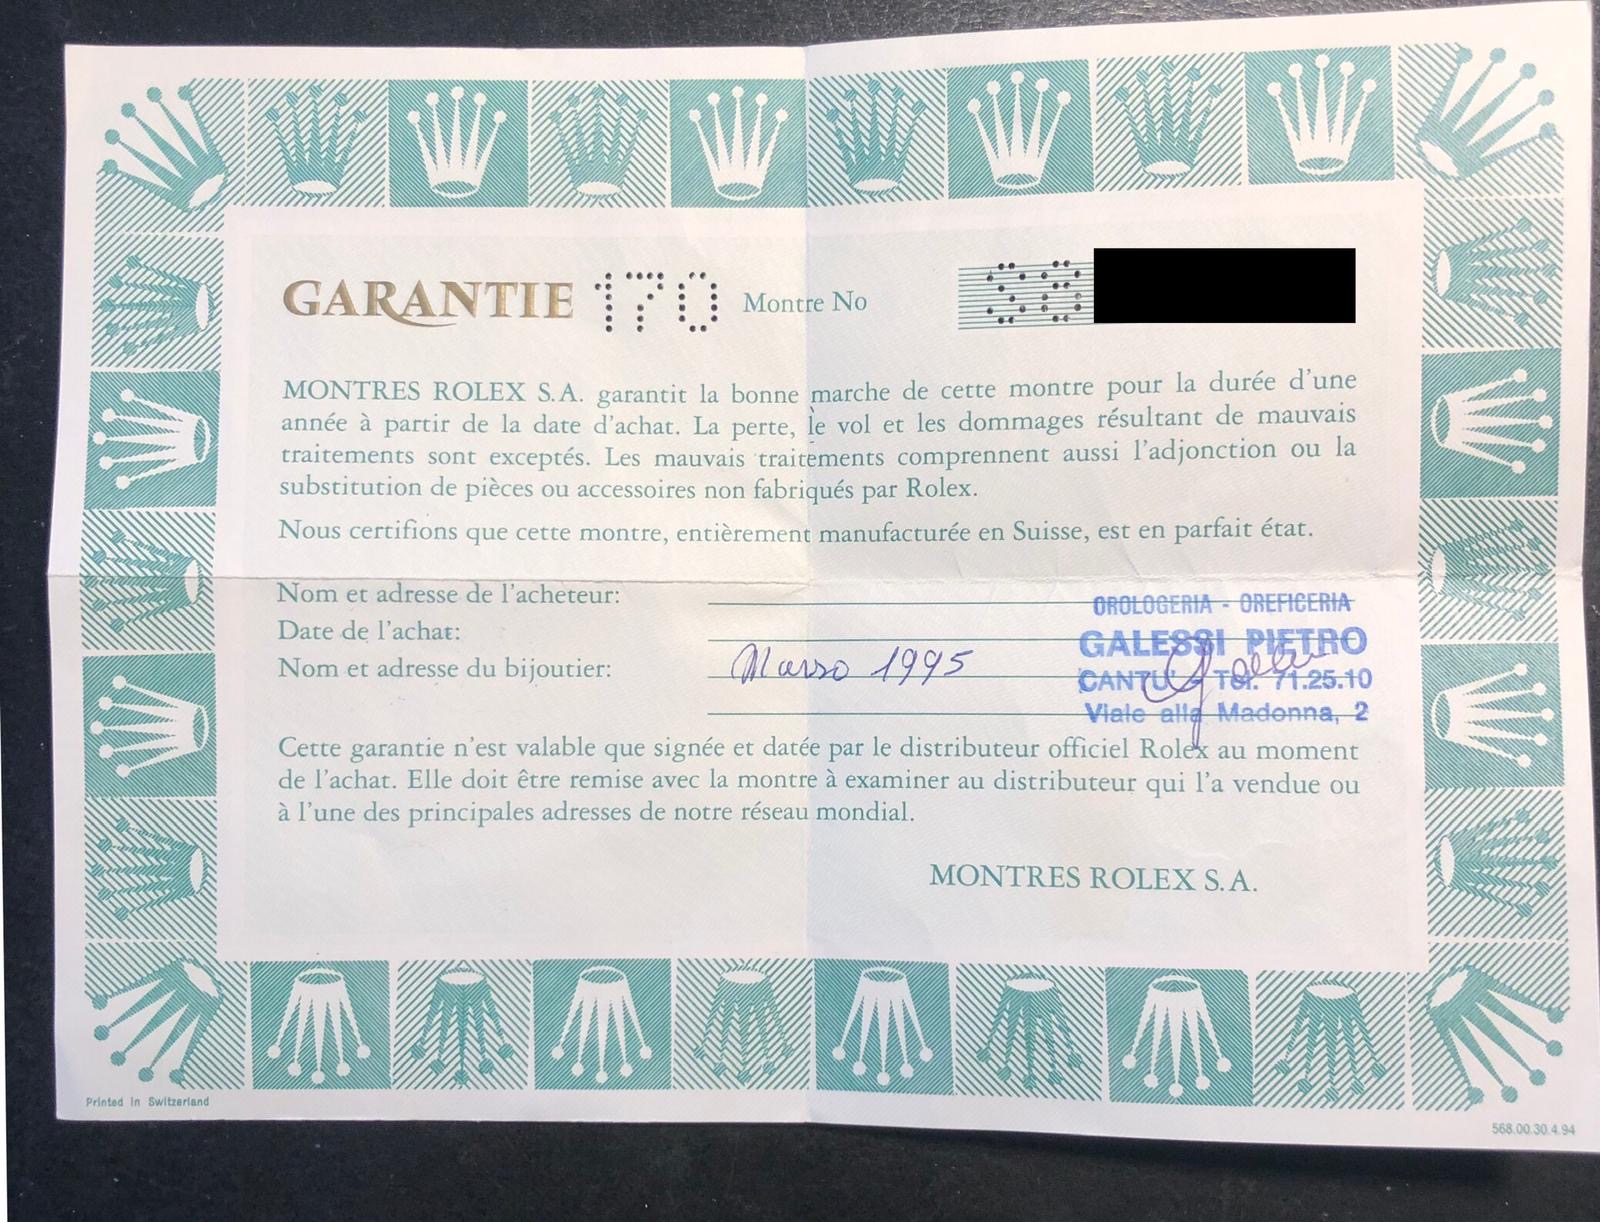 GARANTIE 170 Montre No S8
MONTRES ROLEX S.A. garantit la bonne marche de cette montre pour la durée d'une
année à partir de la date d'achat. La perte, le vol et les dommages résultant de mauvais
traitements sont exceptés. Les mauvais traitements comprennent aussi l'adjonction ou la
substitution de pièces ou accessoires non fabriqués par Rolex.
Nous certifions que cette montre, entièrement manufacturée en Suisse, est en parfait état.
Nom et adresse de l'acheteur:
Date de l'achat:
Nom et adresse du bijoutier:
Marzo 1995
OROLOGERIA - OREFICERIA
GALESSI PIETRO
CANTU' - Tel. 71.25.10
Viale alla Madonna, 2
Cette garantie n'est valable que signée et datée par le distributeur officiel Rolex au moment
de l'achat. Elle doit être remise avec la montre à examiner au distributeur qui l'a vendue ou
à l'une des principales adresses de notre réseau mondial.
MONTRES ROLEX S.A.
Printed in Switzerland
568.00.30.4.94